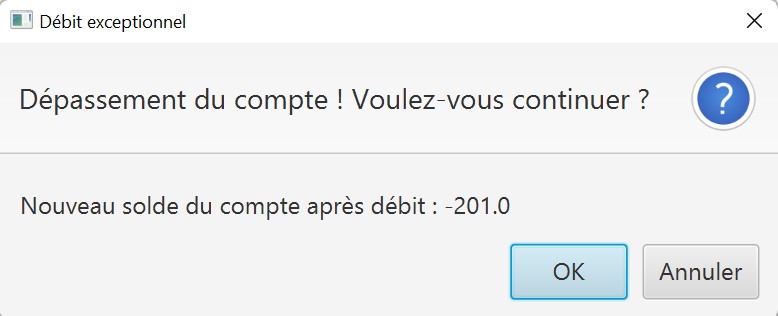 Débit exceptionnel
Dépassement du compte ! Voulez-vous continuer ?
?
Nouveau solde du compte après débit : -201.0
OK
Annuler